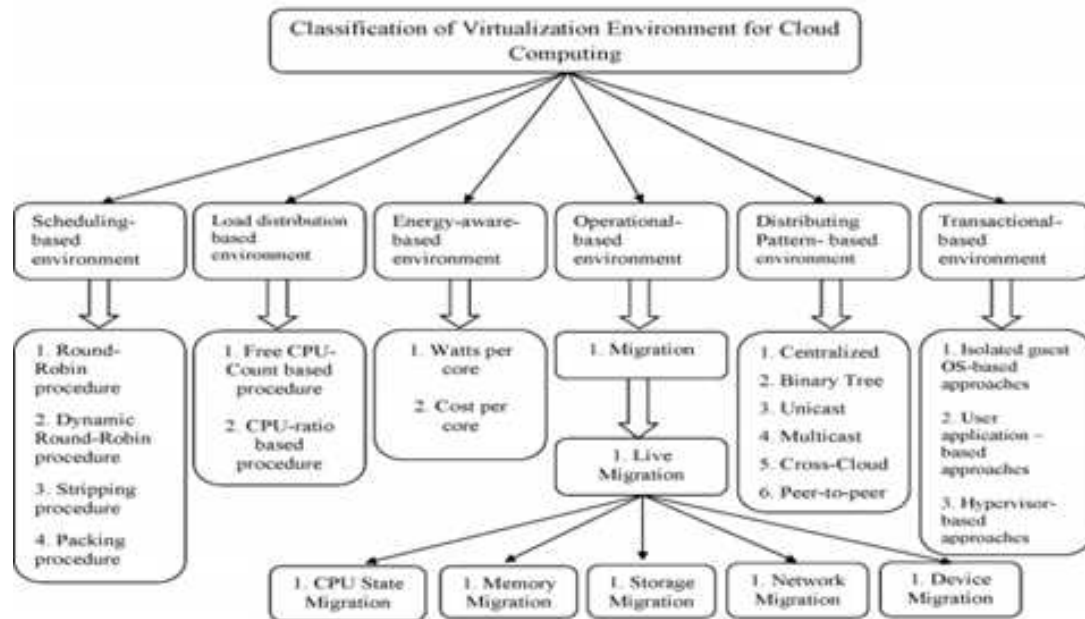 Classification of Virtualization Environment for Cloud
Computing
Scheduling-
based
environment
Load distribution
based
environment
Energy-aware-
based
environment
Operational-
based
environment
Distributing
Pattern- based
environment
Transactional-
based
environment
1. Round-
Robin
procedure
2. Dynamic
Round-Robin
procedure
3. Stripping
procedure
4. Packing
procedure
1. Free CPU-
Count based
procedure
2. CPU-ratio
based
procedure
1. Watts per
core
2. Cost per
core
1. Migration
1. Live
Migration
1. Centralized
2. Binary Tree
3. Unicast
4. Multicast
5. Cross-Cloud
6. Peer-to-peer
1. Isolated guest
OS-based
approaches
2. User
application –
based
approaches
3. Hypervisor-
based
approaches
1. CPU State
Migration
1. Memory
Migration
1. Storage
Migration
1. Network
Migration
1. Device
Migration